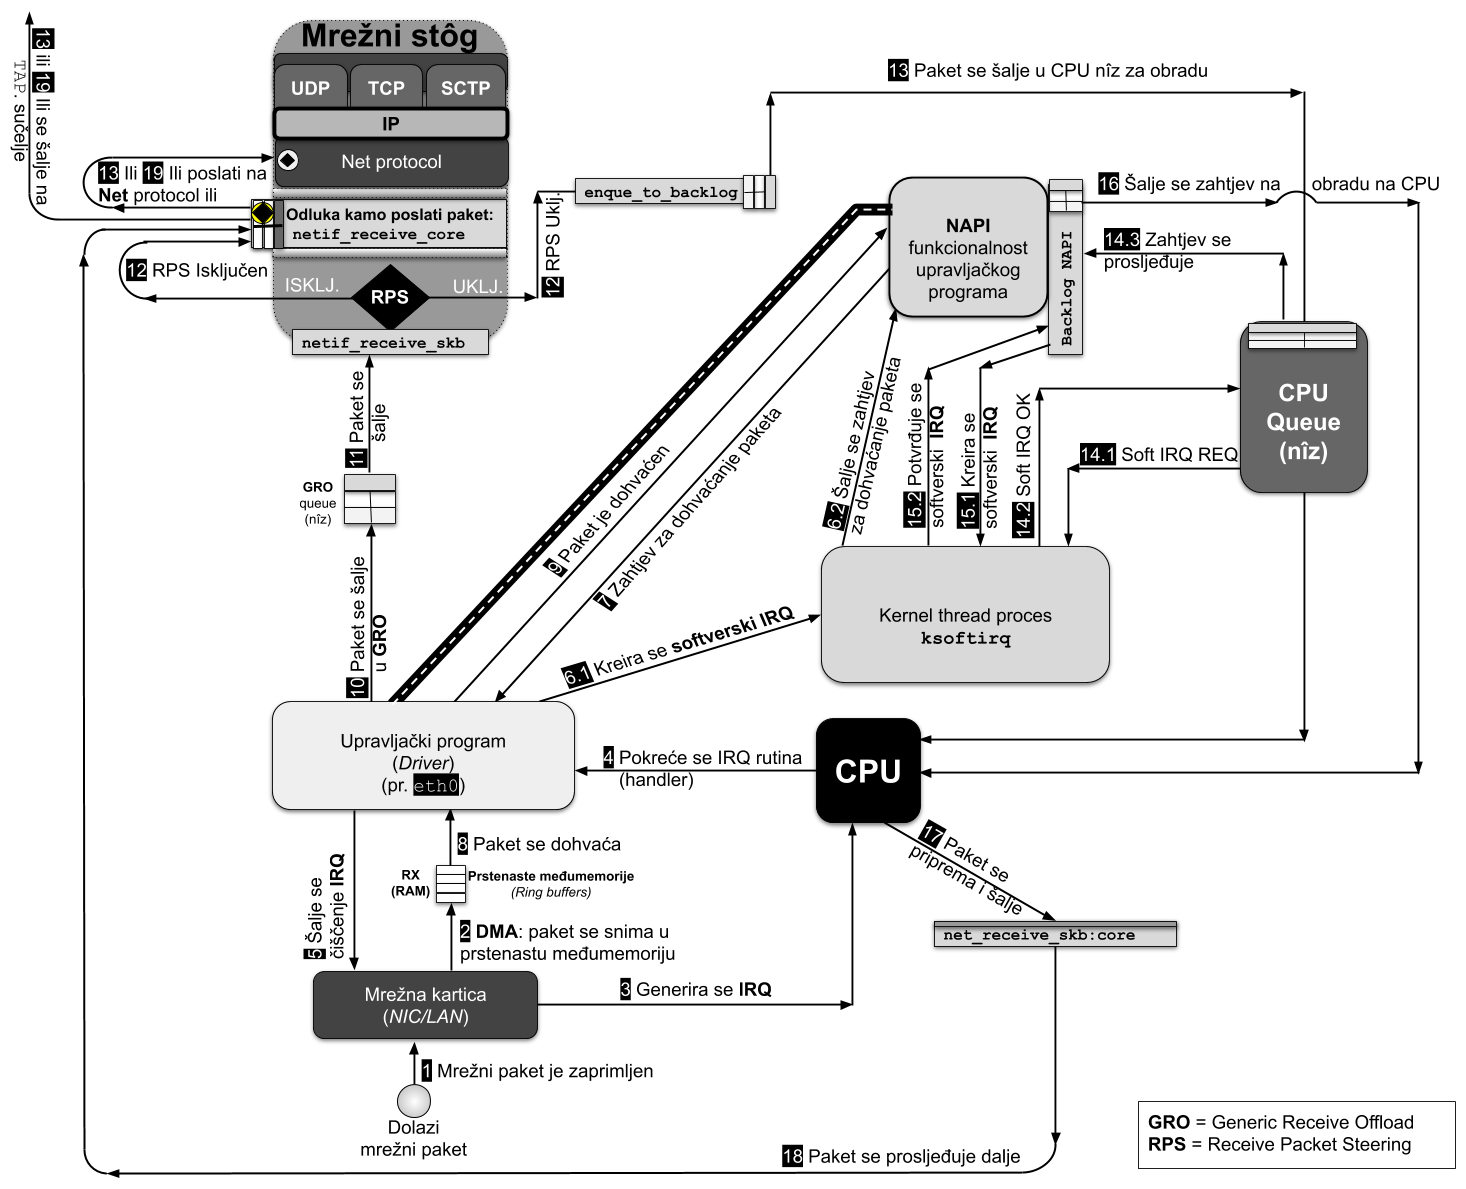 Mrežni stôg
UDP
TCP
SCTP
IP
Net protocol
13 ili 19 Ili se šalje na
TAP. sučelje
13 Ili 19 Ili poslati na
Net protocol ili
Odluka kamo poslati paket:
netif_receive_core
12 RPS Isključen
ISKLJ.
RPS
UKLJ.
12 RPS Uklj.
netif_receive_skb
enque_to_backlog
13 Paket se šalje u CPU nîz za obradu
NAPI
funkcionalnost
upravljačkog
programa
Backlog NAPI
16 Šalje se zahtjev na obradu na CPU
14.3 Zahtjev se
prosljeđuje
CPU
Queue
(nîz)
14.1 Soft IRQ REQ
14.2 Soft IRQ OK
15.1 Kreira se
softverski IRQ
15.2 Potvrđuje se
softverski IRQ
6.2 Šalje se zahtjev
za dohvaćanje paketa
11 Paket se
šalje
GRO
queue
(nîz)
10 Paket se šalje
u GRO
9 Paket je dohvaćen
7 Zahtjev za dohvaćanje paketa
6.1 Kreira se softverski IRQ
Kernel thread proces
ksoftirq
Upravljački program
(Driver)
(pr. eth0)
4 Pokreće se IRQ rutina
(handler)
CPU
5 Šalje se
čišćenje IRQ
8 Paket se dohvaća
RX
(RAM)
Prstenaste međumemorije
(Ring buffers)
2 DMA: paket se snima u
prstenastu međumemoriju
17 Paket se
priprema i šalje
net_receive_skb:core
Mrežna kartica
(NIC/LAN)
3 Generira se IRQ
1 Mrežni paket je zaprimljen
Dolazi
mrežni paket
18 Paket se prosljeđuje dalje
GRO = Generic Receive Offload
RPS = Receive Packet Steering